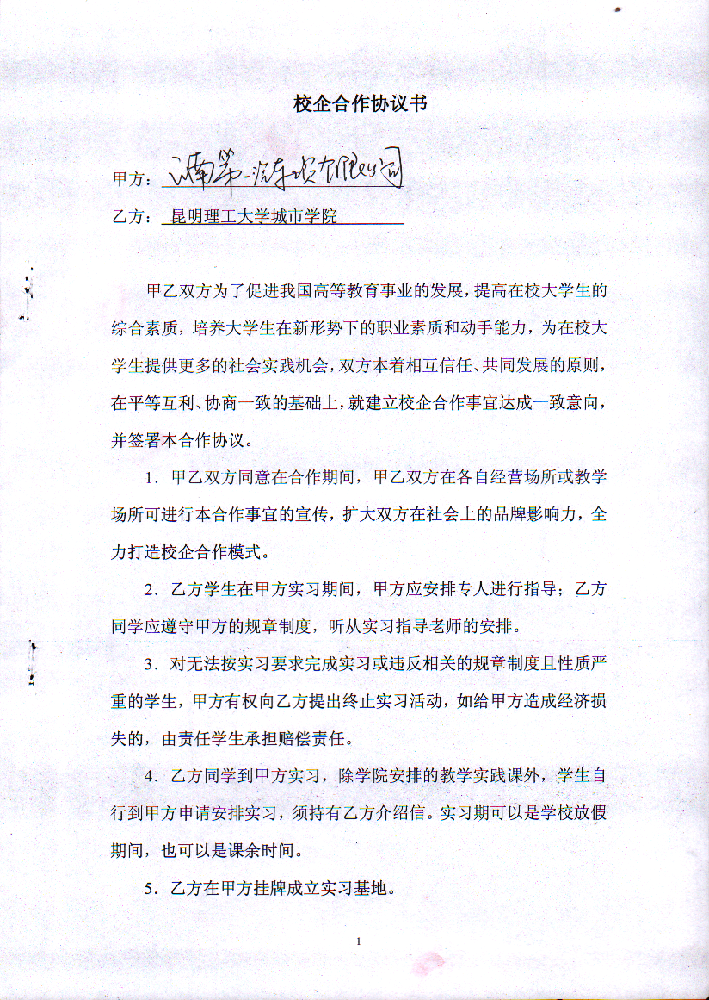 校企合作协议书
甲方：南第一汽车 有限公司
乙方：昆明理工大学城市学院
甲乙双方为了促进我国高等教育事业的发展，提高在校大学生的
综合素质，培养大学生在新形势下的职业素质和动手能力，为在校大
学生提供更多的社会实践机会，双方本着相互信任、共同发展的原则，
在平等互利、协商一致的基础上，就建立校企合作事宜达成一致意向，
并签署本合作协议。
1．甲乙双方同意在合作期间，甲乙双方在各自经营场所或教学
场所可进行本合作事宜的宣传，扩大双方在社会上的品牌影响力，全
力打造校企合作模式。
2．乙方学生在甲方实习期间，甲方应安排专人进行指导；乙方
同学应遵守甲方的规章制度，听从实习指导老师的安排。
3．对无法按实习要求完成实习或违反相关的规章制度且性质严
重的学生，甲方有权向乙方提出终止实习活动，如给甲方造成经济损
失的，由责任学生承担赔偿责任。
4．乙方同学到甲方实习，除学院安排的教学实践课外，学生自
行到甲方申请安排实习，须持有乙方介绍信。实习期可以是学校放假
期间，也可以是课余时间。
5．乙方在甲方挂牌成立实习基地。
1